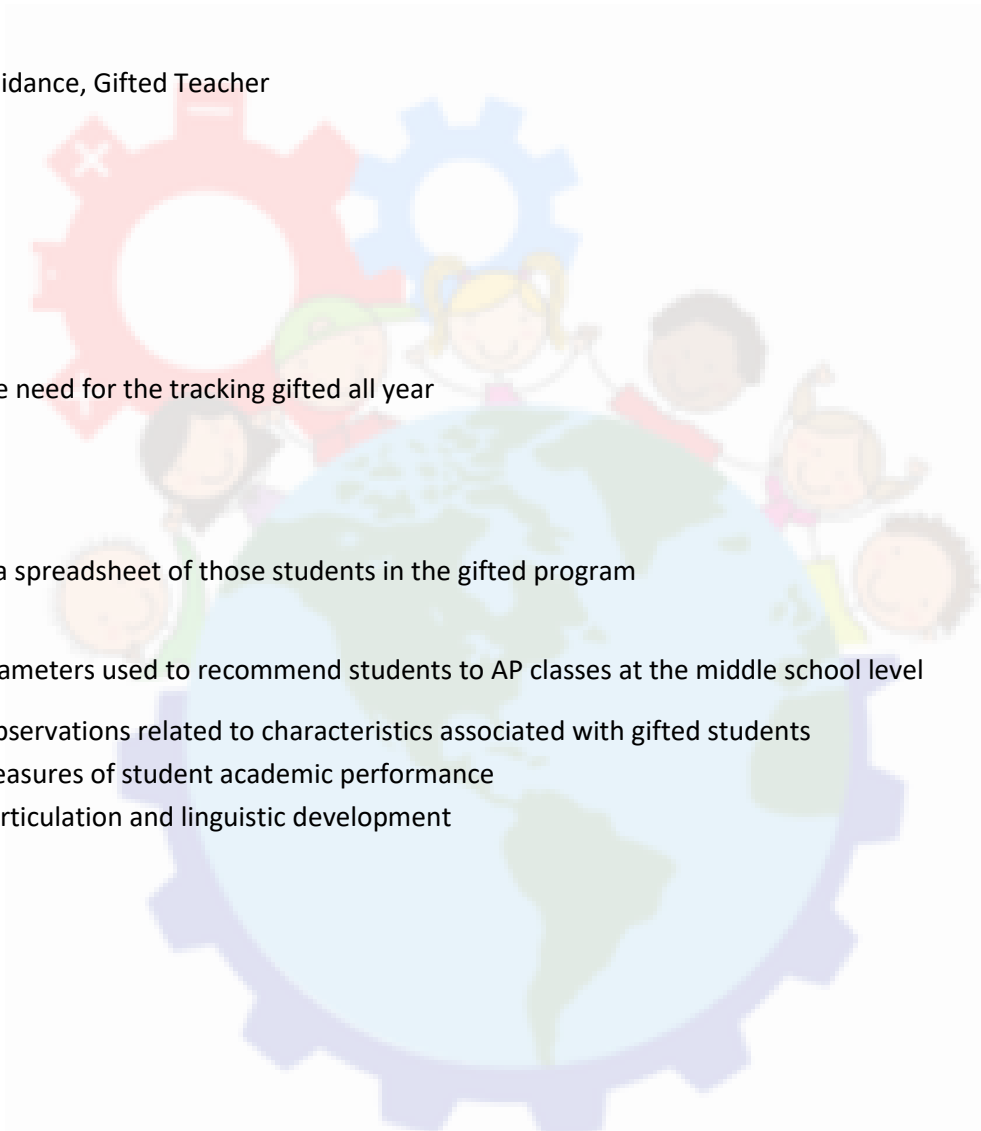 idance, Gifted Teacher
e need for the tracking gifted all year
a spreadsheet of those students in the gifted program
ameters used to recommend students to AP classes at the middle school level
bservations related to characteristics associated with gifted students
easures of student academic performance
rticulation and linguistic development